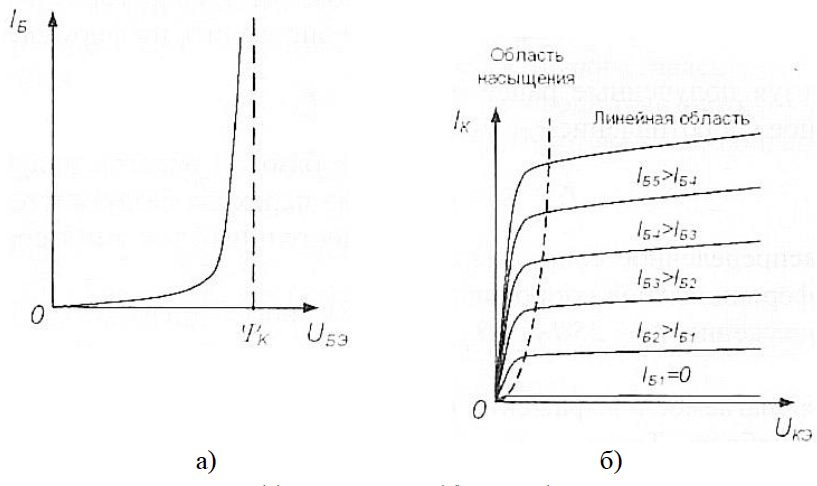 I_Б
0
Ψ_К
U_БЭ
а)
Область
насыщения
I_К
Линейная область
I_Б5>I_Б4
I_Б4>I_Б3
I_Б3>I_Б2
I_Б2>I_Б1
I_Б1=0
0
U_КЭ
б)